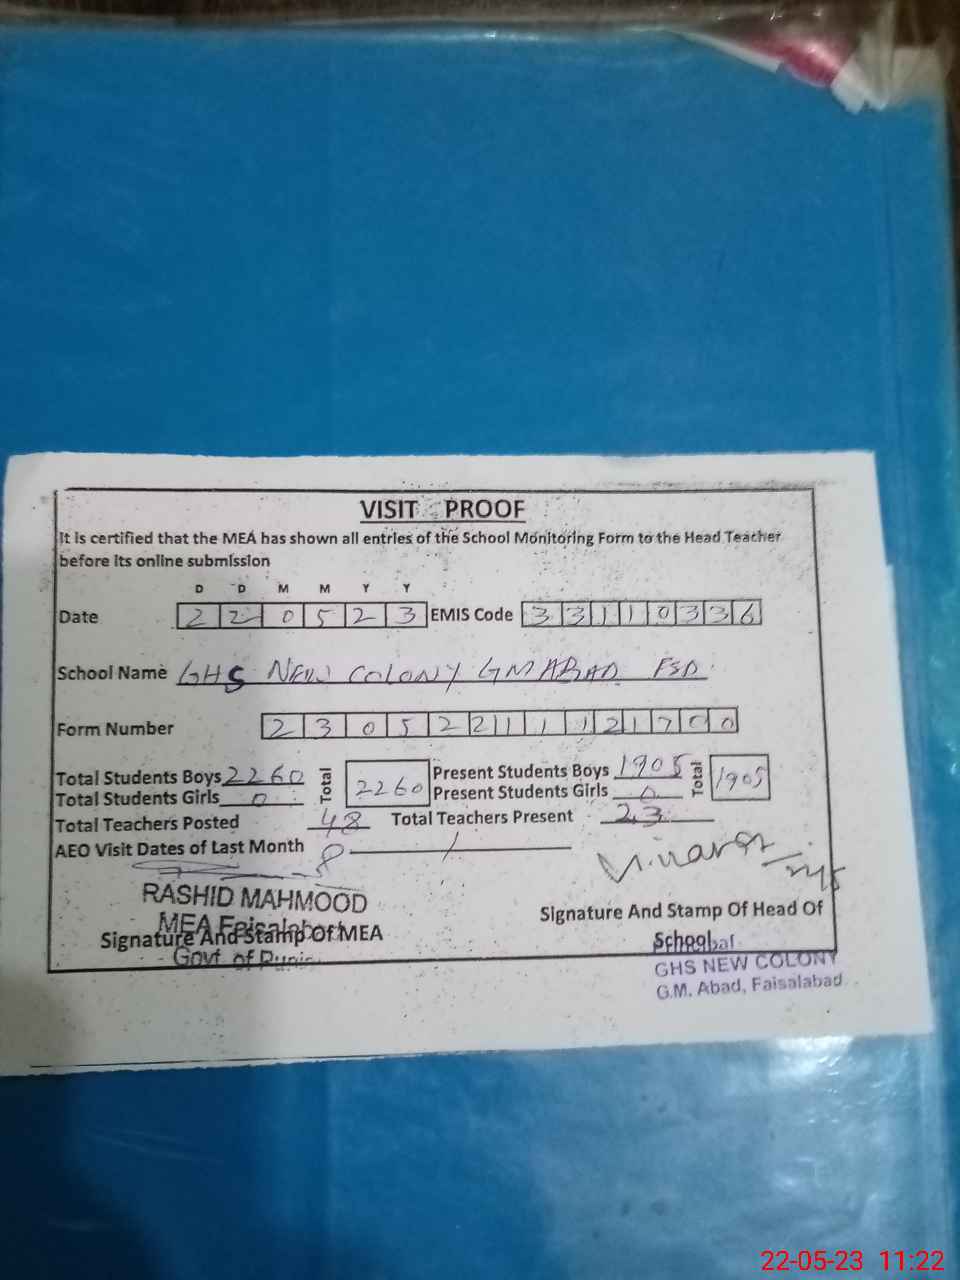 VISIT PROOF
It is certified that the MEA has shown all entries of the School Monitoring Form to the Head Teacher
before its online submission
D D M M Y Y
Date 2 2 0 5 2 3 EMIS Code 3 3 1 1 0 3 3 6
School Name GHS NEW COLONY GMABAD FSD.
Form Number 2 3 0 5 2 2 1 1 1 2 1 7 0 0
Total Students Boys 2260 Total 2260 Present Students Boys 1905 Total 1905
Total Students Girls 0 Present Students Girls 0
Total Teachers Posted 48 Total Teachers Present 23
AEO Visit Dates of Last Month 8
RASHID MAHMOOD
MEA Faisalabad
Signature And Stamp Of MEA
Govt. of
Signature And Stamp Of Head Of
School
GHS NEW COLONY
G.M. Abad, Faisalabad
22-05-23 11:22